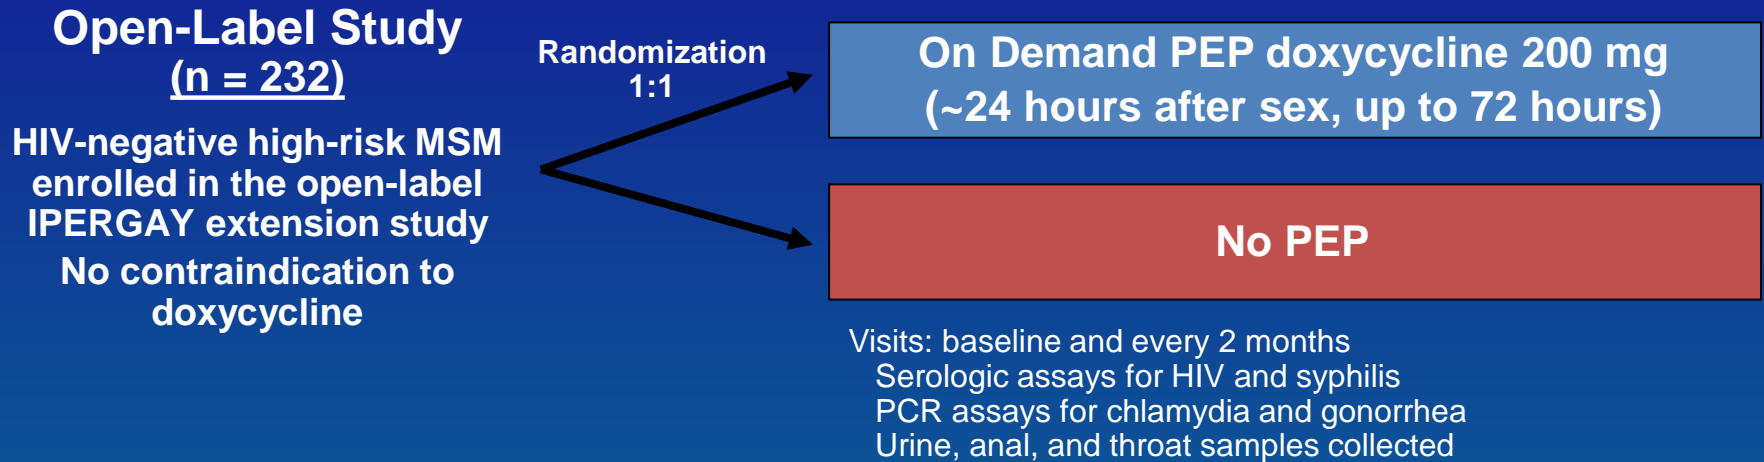 Open-Label Study
(n = 232)
HIV-negative high-risk MSM
enrolled in the open-label
IPERGAY extension study
No contraindication to
doxycycline
Randomization
1:1
On Demand PEP doxycycline 200 mg
(~24 hours after sex, up to 72 hours)
No PEP
Visits: baseline and every 2 months
Serologic assays for HIV and syphilis
PCR assays for chlamydia and gonorrhea
Urine, anal, and throat samples collected